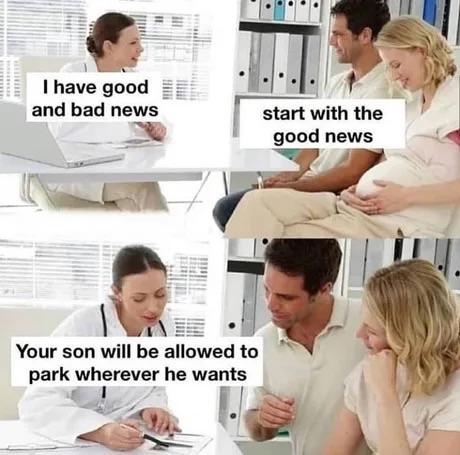 I have good
and bad news
start with the
good news
Your son will be allowed to
park wherever he wants